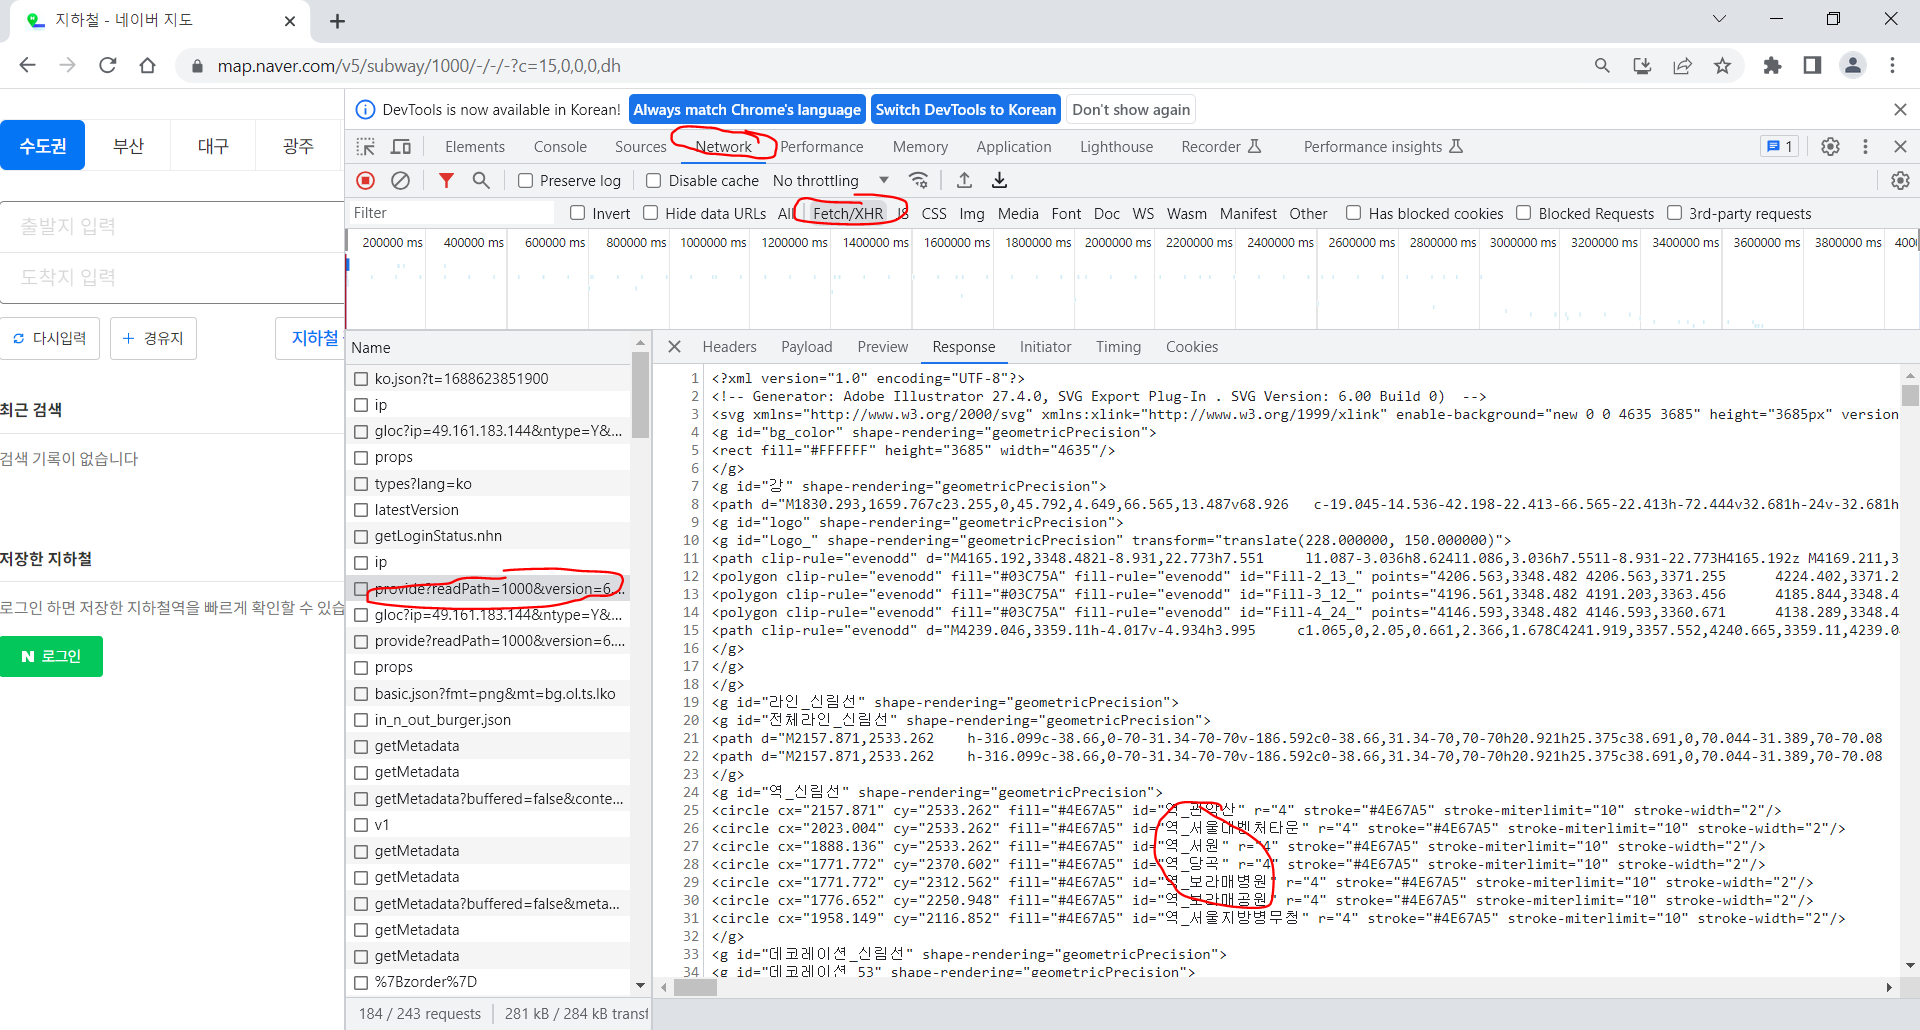 지하철 - 네이버 지도
map.naver.com/v5/subway/1000/-/-/-?c=15,0,0,0,dh
수도권 부산 대구 광주
출발지 입력
도착지 입력
다시입력 경유지 지하철
최근 검색
검색 기록이 없습니다
저장한 지하철
로그인 하면 저장한 지하철역을 빠르게 확인할 수 있습
N 로그인
DevTools is now available in Korean! Always match Chrome's language Switch DevTools to Korean Don't show again
Elements Console Sources Network Performance Memory Application Lighthouse Recorder Performance insights 1
Preserve log Disable cache No throttling
Filter Invert Hide data URLs All Fetch/XHR JS CSS Img Media Font Doc WS Wasm Manifest Other Has blocked cookies Blocked Requests 3rd-party requests
200000 ms 400000 ms 600000 ms 800000 ms 1000000 ms 1200000 ms 1400000 ms 1600000 ms 1800000 ms 2000000 ms 2200000 ms 2400000 ms 2600000 ms 2800000 ms 3000000 ms 3200000 ms 3400000 ms 3600000 ms 3800000 ms 400
Name
ko.json?t=1688623851900
ip
gloc?ip=49.161.183.144&ntype=Y&...
props
types?lang=ko
latestVersion
getLoginStatus.nhn
ip
provide?readPath=1000&version=6....
gloc?ip=49.161.183.144&ntype=Y&...
provide?readPath=1000&version=6....
props
basic.json?fmt=png&mt=bg.ol.ts.lko
in_n_out_burger.json
getMetadata
getMetadata
getMetadata?buffered=false&conte...
v1
getMetadata
getMetadata
getMetadata?buffered=false&meta...
getMetadata
getMetadata
%7Bzorder%7D
184 / 243 requests 281 kB / 284 kB transf
Headers Payload Preview Response Initiator Timing Cookies
1 <?xml version="1.0" encoding="UTF-8"?>
2 <!-- Generator: Adobe Illustrator 27.4.0, SVG Export Plug-In . SVG Version: 6.00 Build 0) -->
3 <svg xmlns="http://www.w3.org/2000/svg" xmlns:xlink="http://www.w3.org/1999/xlink" enable-background="new 0 0 4635 3685" height="3685px" version
4 <g id="bg_color" shape-rendering="geometricPrecision">
5 <rect fill="#FFFFFF" height="3685" width="4635"/>
6 </g>
7 <g id="강" shape-rendering="geometricPrecision">
8 <path d="M1830.293,1659.767c23.255,0,45.792,4.649,66.565,13.487v68.926 c-19.045-14.536-42.198-22.413-66.565-22.413h-72.444v32.681h-24v-32.681h
9 <g id="logo" shape-rendering="geometricPrecision">
10 <g id="Logo_" shape-rendering="geometricPrecision" transform="translate(228.000000, 150.000000)">
11 <path clip-rule="evenodd" d="M4165.192,3348.482l-8.931,22.773h7.551 l1.087-3.036h8.624l1.086,3.036h7.551l-8.931-22.773H4165.192z M4169.211,3
12 <polygon clip-rule="evenodd" fill="#03C75A" fill-rule="evenodd" id="Fill-2_13_" points="4206.563,3348.482 4206.563,3371.255 4224.402,3371.2
13 <polygon clip-rule="evenodd" fill="#03C75A" fill-rule="evenodd" id="Fill-3_12_" points="4196.561,3348.482 4191.203,3363.456 4185.844,3348.4
14 <polygon clip-rule="evenodd" fill="#03C75A" fill-rule="evenodd" id="Fill-4_24_" points="4146.593,3348.482 4146.593,3360.671 4138.289,3348.4
15 <path clip-rule="evenodd" d="M4239.046,3359.11h-4.017v-4.934h3.995 c1.065,0,2.05,0.661,2.366,1.678C4241.919,3357.552,4240.665,3359.11,4239.0
16 </g>
17 </g>
18 </g>
19 <g id="라인_신림선" shape-rendering="geometricPrecision">
20 <g id="전체라인_신림선" shape-rendering="geometricPrecision">
21 <path d="M2157.871,2533.262 h-316.099c-38.66,0-70-31.34-70-70v-186.592c0-38.66,31.34-70,70-70h20.921h25.375c38.691,0,70.044-31.389,70-70.08
22 <path d="M2157.871,2533.262 h-316.099c-38.66,0-70-31.34-70-70v-186.592c0-38.66,31.34-70,70-70h20.921h25.375c38.691,0,70.044-31.389,70-70.08
23 </g>
24 <g id="역_신림선" shape-rendering="geometricPrecision">
25 <circle cx="2157.871" cy="2533.262" fill="#4E67A5" id="역_관악산" r="4" stroke="#4E67A5" stroke-miterlimit="10" stroke-width="2"/>
26 <circle cx="2023.004" cy="2533.262" fill="#4E67A5" id="역_서울대벤처타운" r="4" stroke="#4E67A5" stroke-miterlimit="10" stroke-width="2"/>
27 <circle cx="1888.136" cy="2533.262" fill="#4E67A5" id="역_서원" r="4" stroke="#4E67A5" stroke-miterlimit="10" stroke-width="2"/>
28 <circle cx="1771.772" cy="2370.602" fill="#4E67A5" id="역_당곡" r="4" stroke="#4E67A5" stroke-miterlimit="10" stroke-width="2"/>
29 <circle cx="1771.772" cy="2312.562" fill="#4E67A5" id="역_보라매병원" r="4" stroke="#4E67A5" stroke-miterlimit="10" stroke-width="2"/>
30 <circle cx="1776.652" cy="2250.948" fill="#4E67A5" id="역_보라매공원" r="4" stroke="#4E67A5" stroke-miterlimit="10" stroke-width="2"/>
31 <circle cx="1958.149" cy="2116.852" fill="#4E67A5" id="역_서울지방병무청" r="4" stroke="#4E67A5" stroke-miterlimit="10" stroke-width="2"/>
32 </g>
33 <g id="데코레이션_신림선" shape-rendering="geometricPrecision">
34 <g id="데코레이션_53" shape-rendering="geometricPrecision">